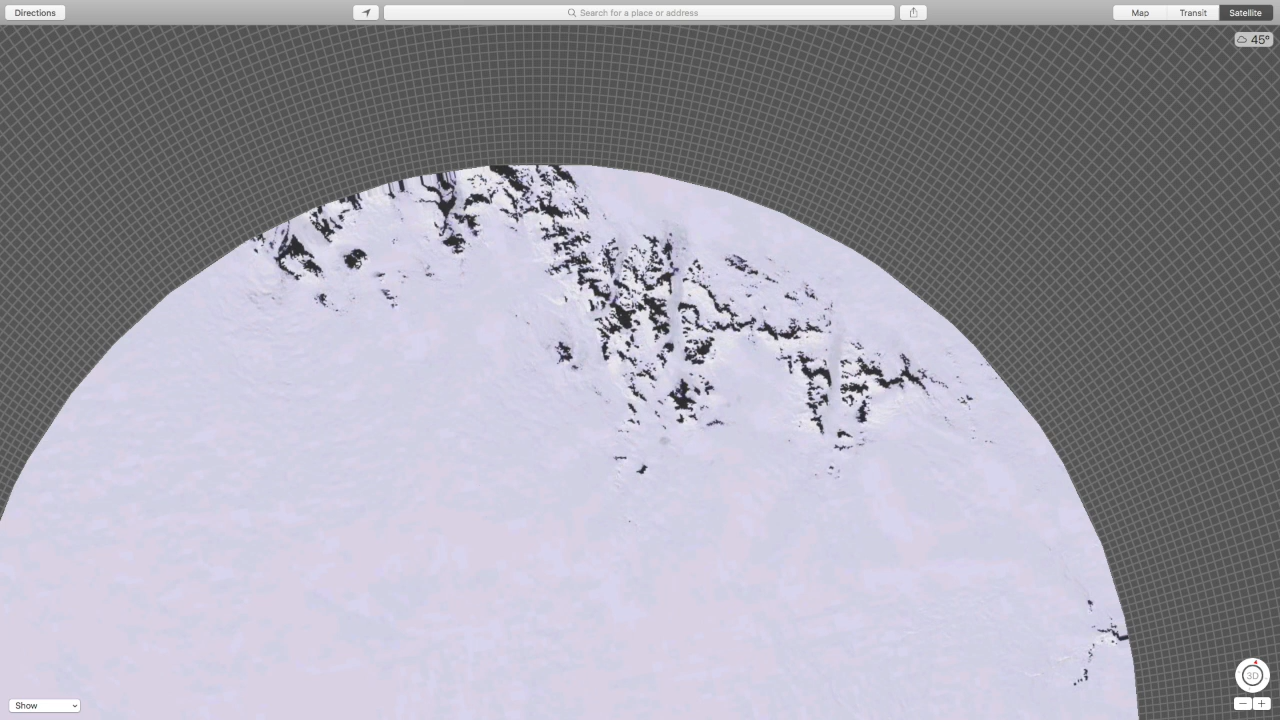 Directions
Search for a place or address
Map
Transit
Satellite
45°
Show
3D